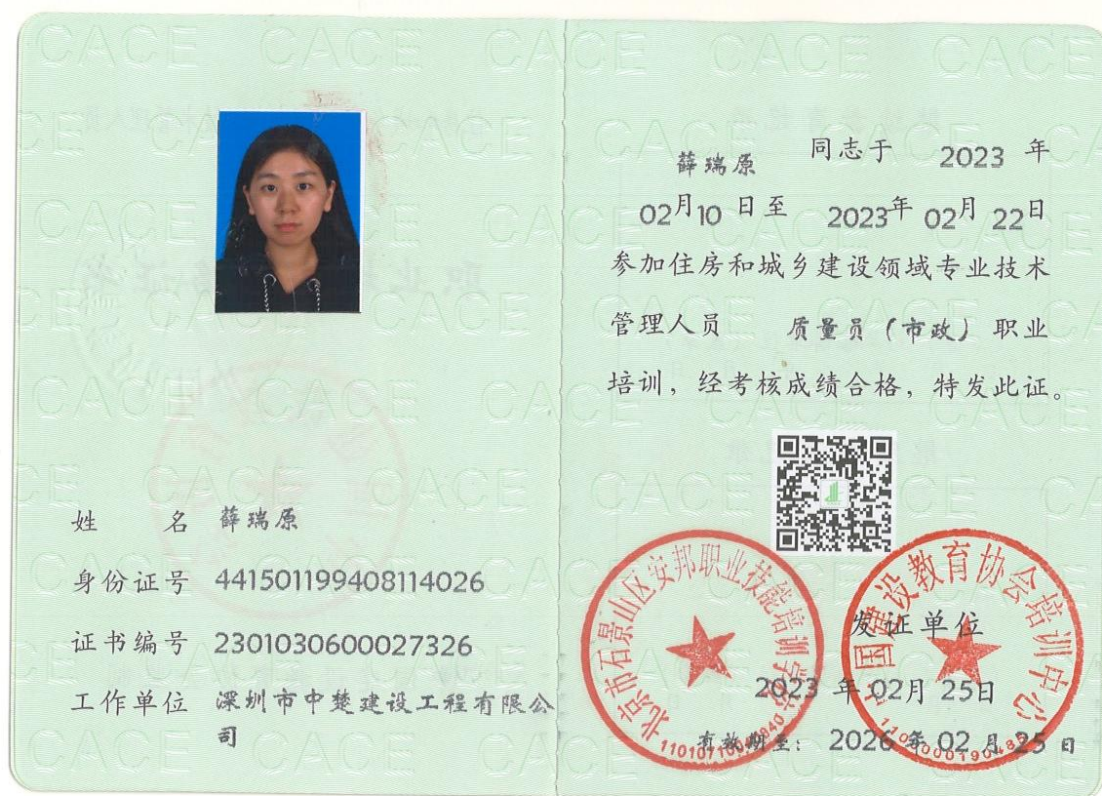 姓 名 薛瑞原
身份证号 441501199408114026
证书编号 2301030600027326
工作单位 深圳市中楚建设工程有限公
司
薛瑞原 同志于 2023 年
02月10日至 2023年02月22日
参加住房和城乡建设领域专业技术
管理人员 质量员（市政）职业
培训，经考核成绩合格，特发此证。
北京市石景山区安邦职业技能培训学校
中国建设教育协会培训中心
发证单位
2023 年 02月 25日
有效期至： 2026 年 02 月 25 日
CACE